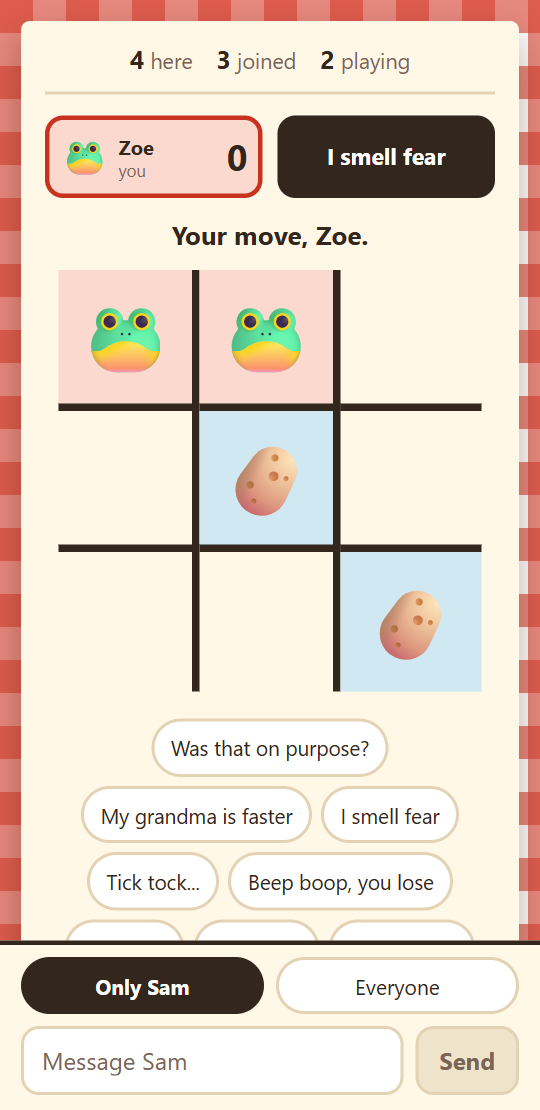 4 here 3 joined 2 playing
Zoe
you
0
I smell fear
Your move, Zoe.
Was that on purpose?
My grandma is faster
I smell fear
Tick tock...
Beep boop, you lose
Only Sam
Everyone
Message Sam
Send